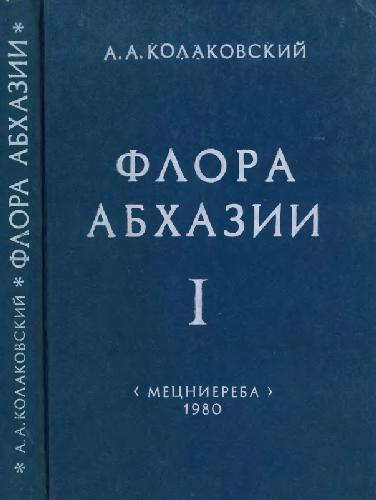 А. А. КОЛАКОВСКИЙ
ФЛОРА
АБХАЗИИ
I
< МЕЦНИЕРЕБА >
1980
* А. А. КОЛАКОВСКИЙ * ФЛОРА АБХАЗИИ *